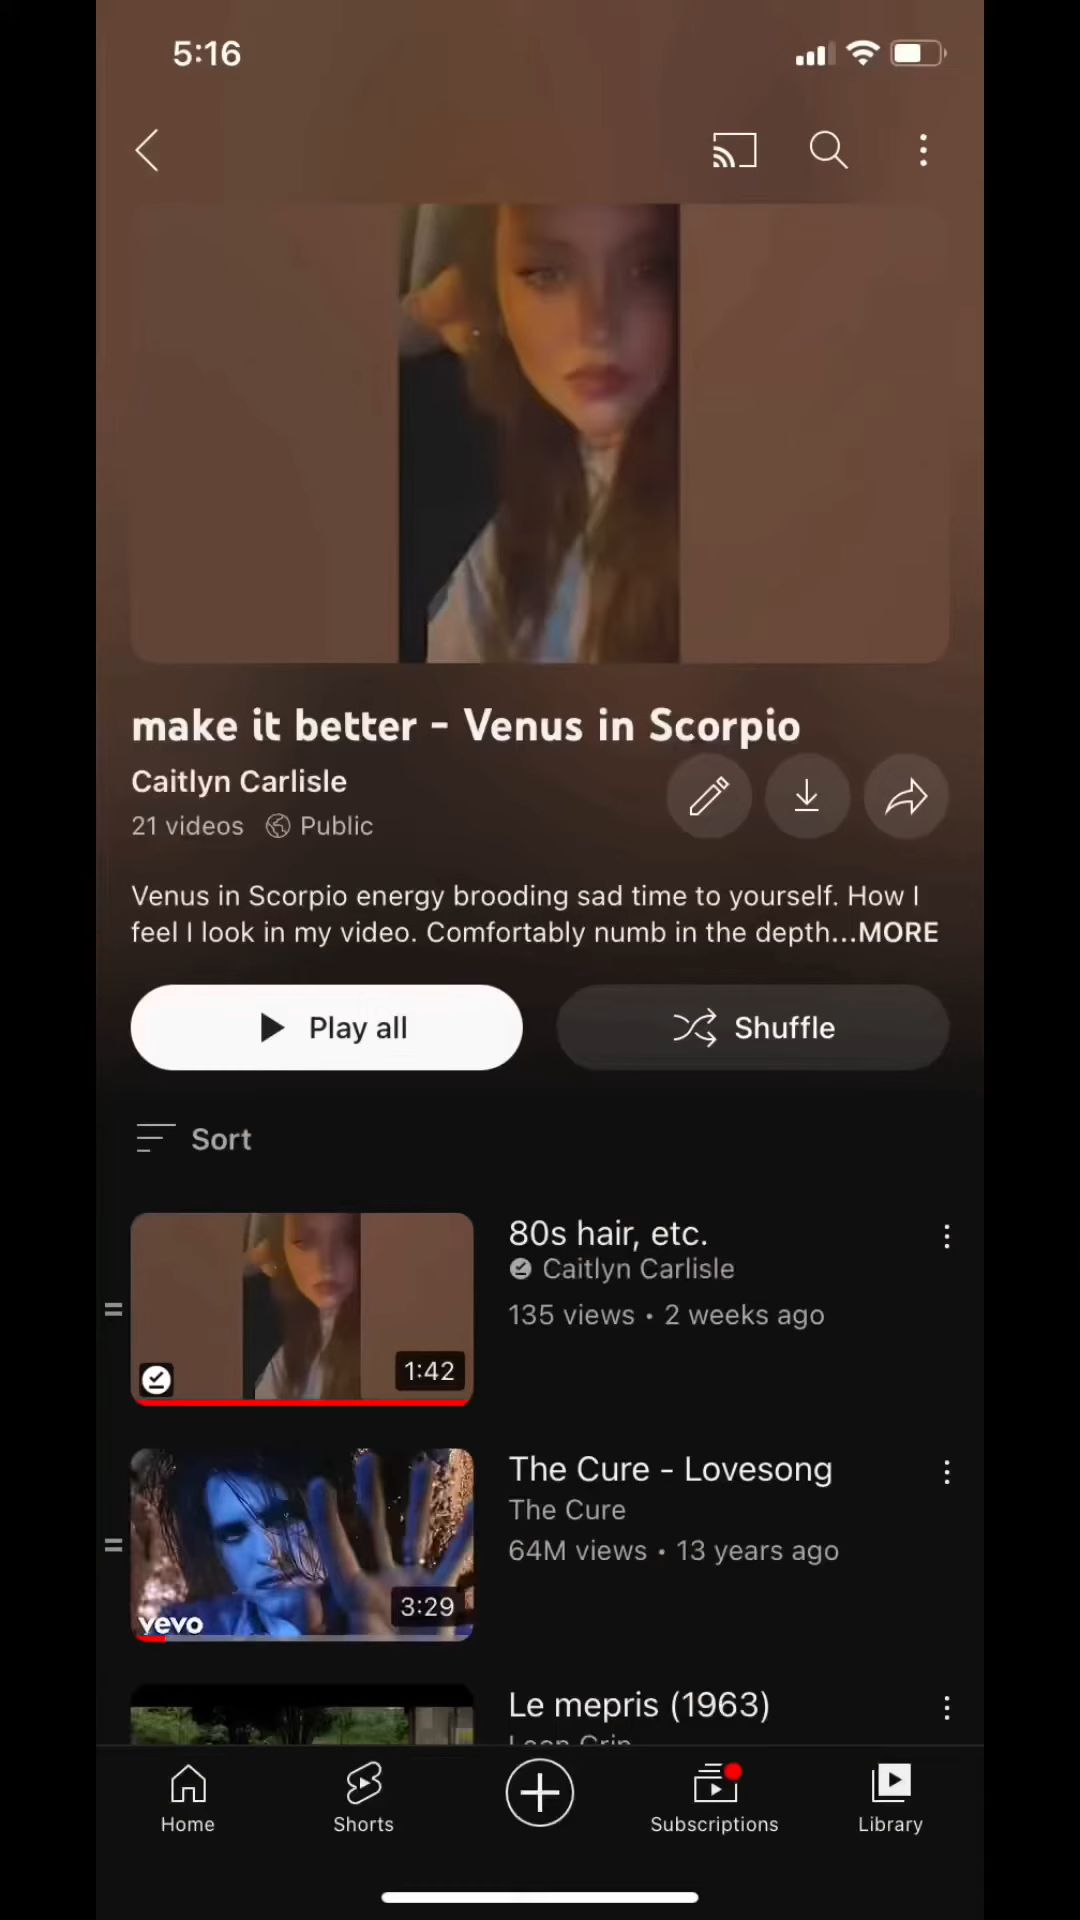 5:16
make it better - Venus in Scorpio
Caitlyn Carlisle
21 videos Public
Venus in Scorpio energy brooding sad time to yourself. How I
feel I look in my video. Comfortably numb in the depth...MORE
Play all
Shuffle
Sort
80s hair, etc.
Caitlyn Carlisle
135 views • 2 weeks ago
1:42
The Cure - Lovesong
The Cure
64M views • 13 years ago
3:29
vevo
Le mepris (1963)
Home
Shorts
Subscriptions
Library